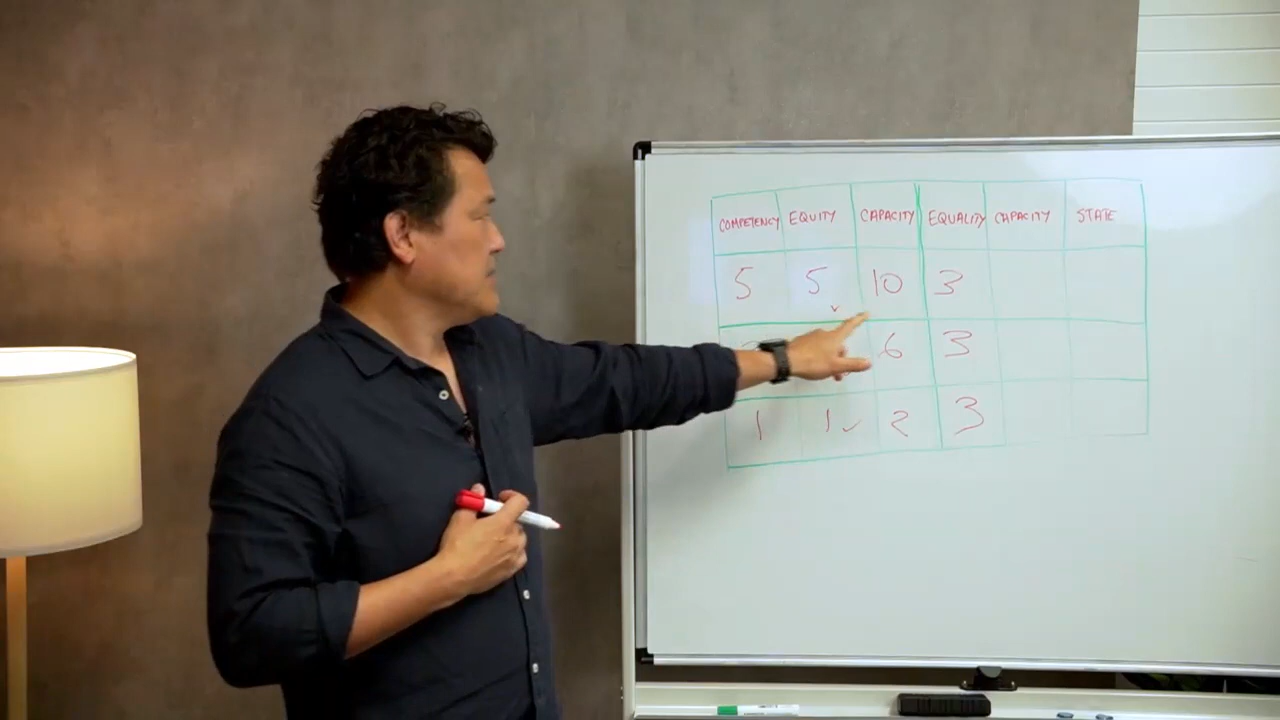 COMPETENCY EQUITY CAPACITY EQUALITY CAPACITY STATE
5 5 10 3
6 3
1 1 2 3